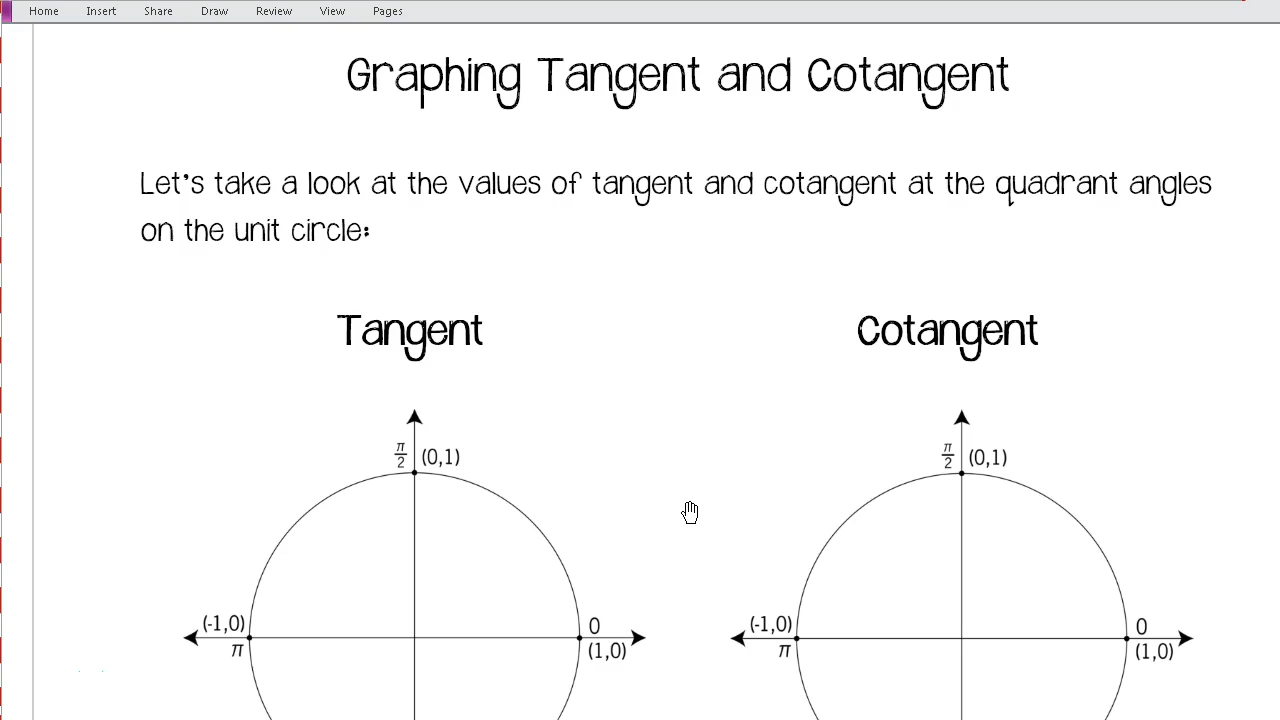 Home Insert Share Draw Review View Pages
Graphing Tangent and Cotangent
Let's take a look at the values of tangent and cotangent at the quadrant angles
on the unit circle:
Tangent Cotangent
π/2 (0,1) π/2 (0,1)
(-1,0) 0 (-1,0) 0
π (1,0) π (1,0)